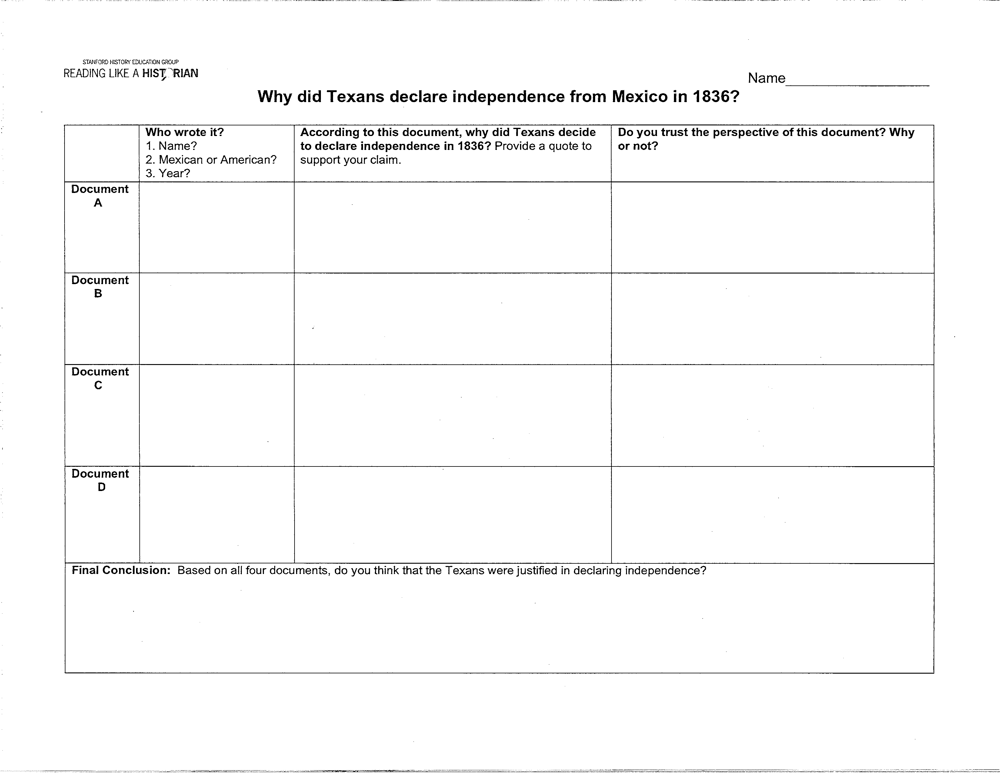 STANFORD HISTORY EDUCATION GROUP
READING LIKE A HISTORIAN
Name
Why did Texans declare independence from Mexico in 1836?
Who wrote it?
1. Name?
2. Mexican or American?
3. Year?
According to this document, why did Texans decide
to declare independence in 1836? Provide a quote to
support your claim.
Do you trust the perspective of this document? Why
or not?
Document
A
Document
B
Document
C
Document
D
Final Conclusion: Based on all four documents, do you think that the Texans were justified in declaring independence?